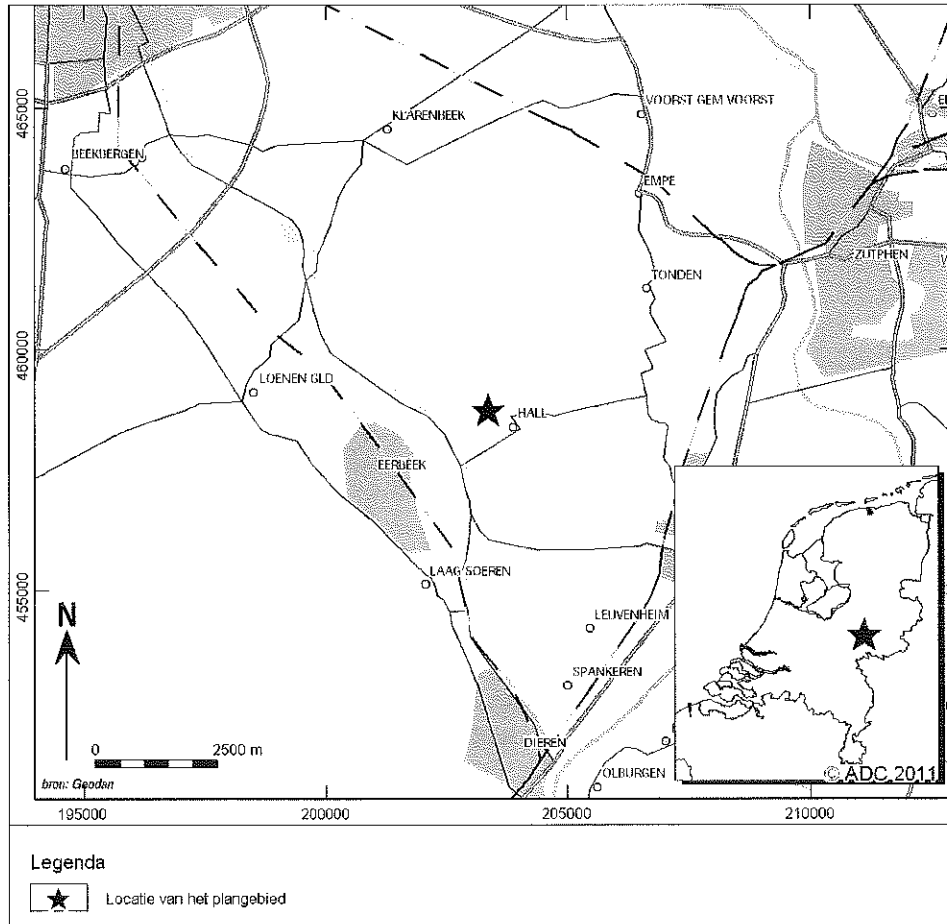 465000
460000
455000
BEEKBERGEN
KLARENBEEK
VOORST GEM VOORST
EMPE
TONDEN
ZUTPHEN
LOENEN GLD
HALL
EERBEEK
LAAG SOEREN
LEUVENHEIM
SPANKEREN
DIEREN
OLBURGEN
N
0 2500 m
bron: Geodan
© ADC 2011
195000 200000 205000 210000
Legenda
Locatie van het plangebied